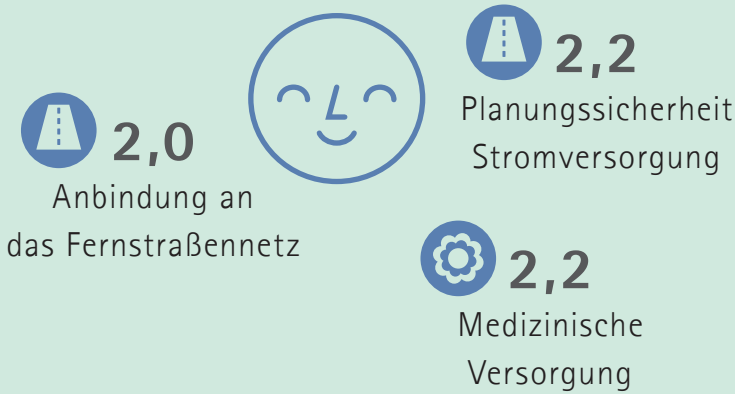 2,0
Anbindung an
das Fernstraßennetz
2,2
Planungssicherheit
Stromversorgung
2,2
Medizinische
Versorgung